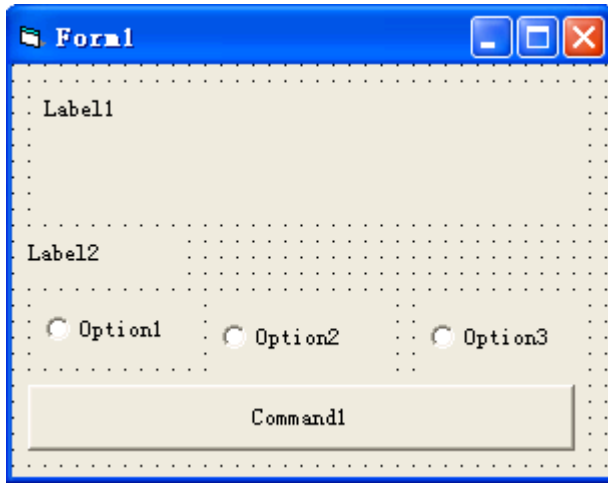 Form1
Label1
Label2
Option1 Option2 Option3
Command1